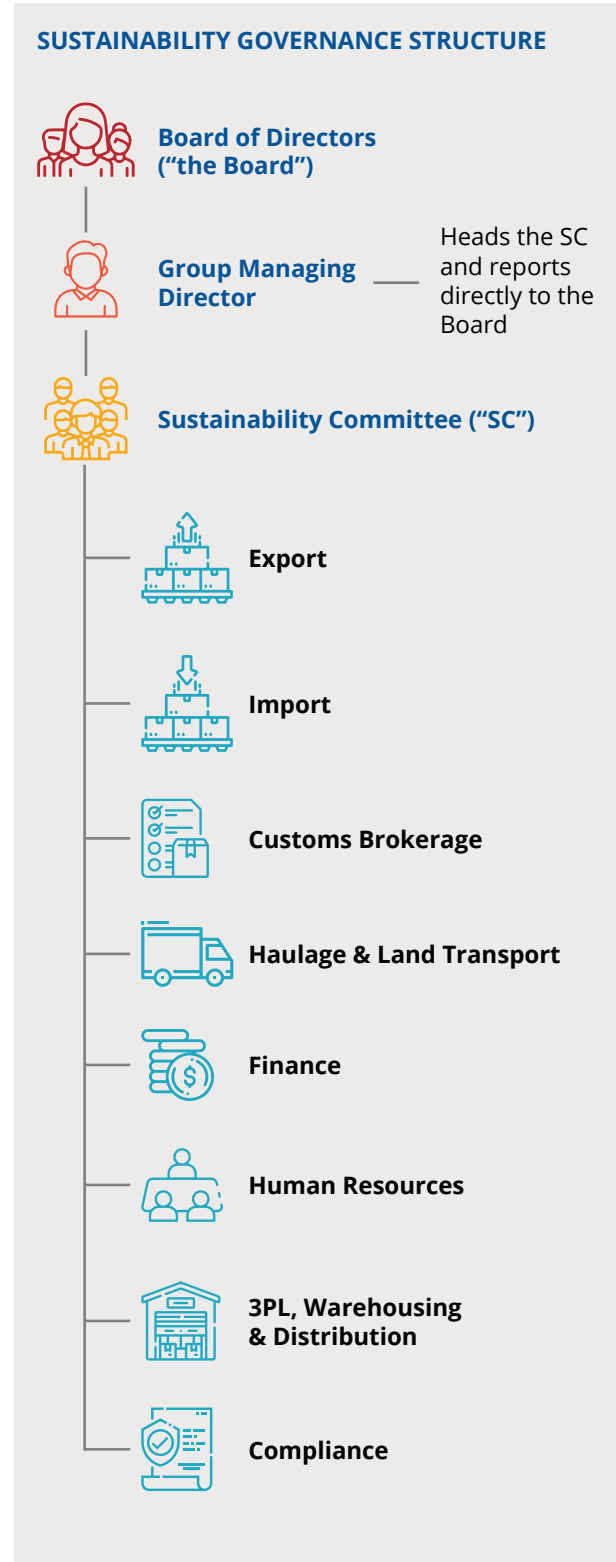 SUSTAINABILITY GOVERNANCE STRUCTURE
Board of Directors
(“the Board”)
Group Managing
Director
Heads the SC
and reports
directly to the
Board
Sustainability Committee (“SC”)
Export
Import
Customs Brokerage
Haulage & Land Transport
Finance
Human Resources
3PL, Warehousing
& Distribution
Compliance